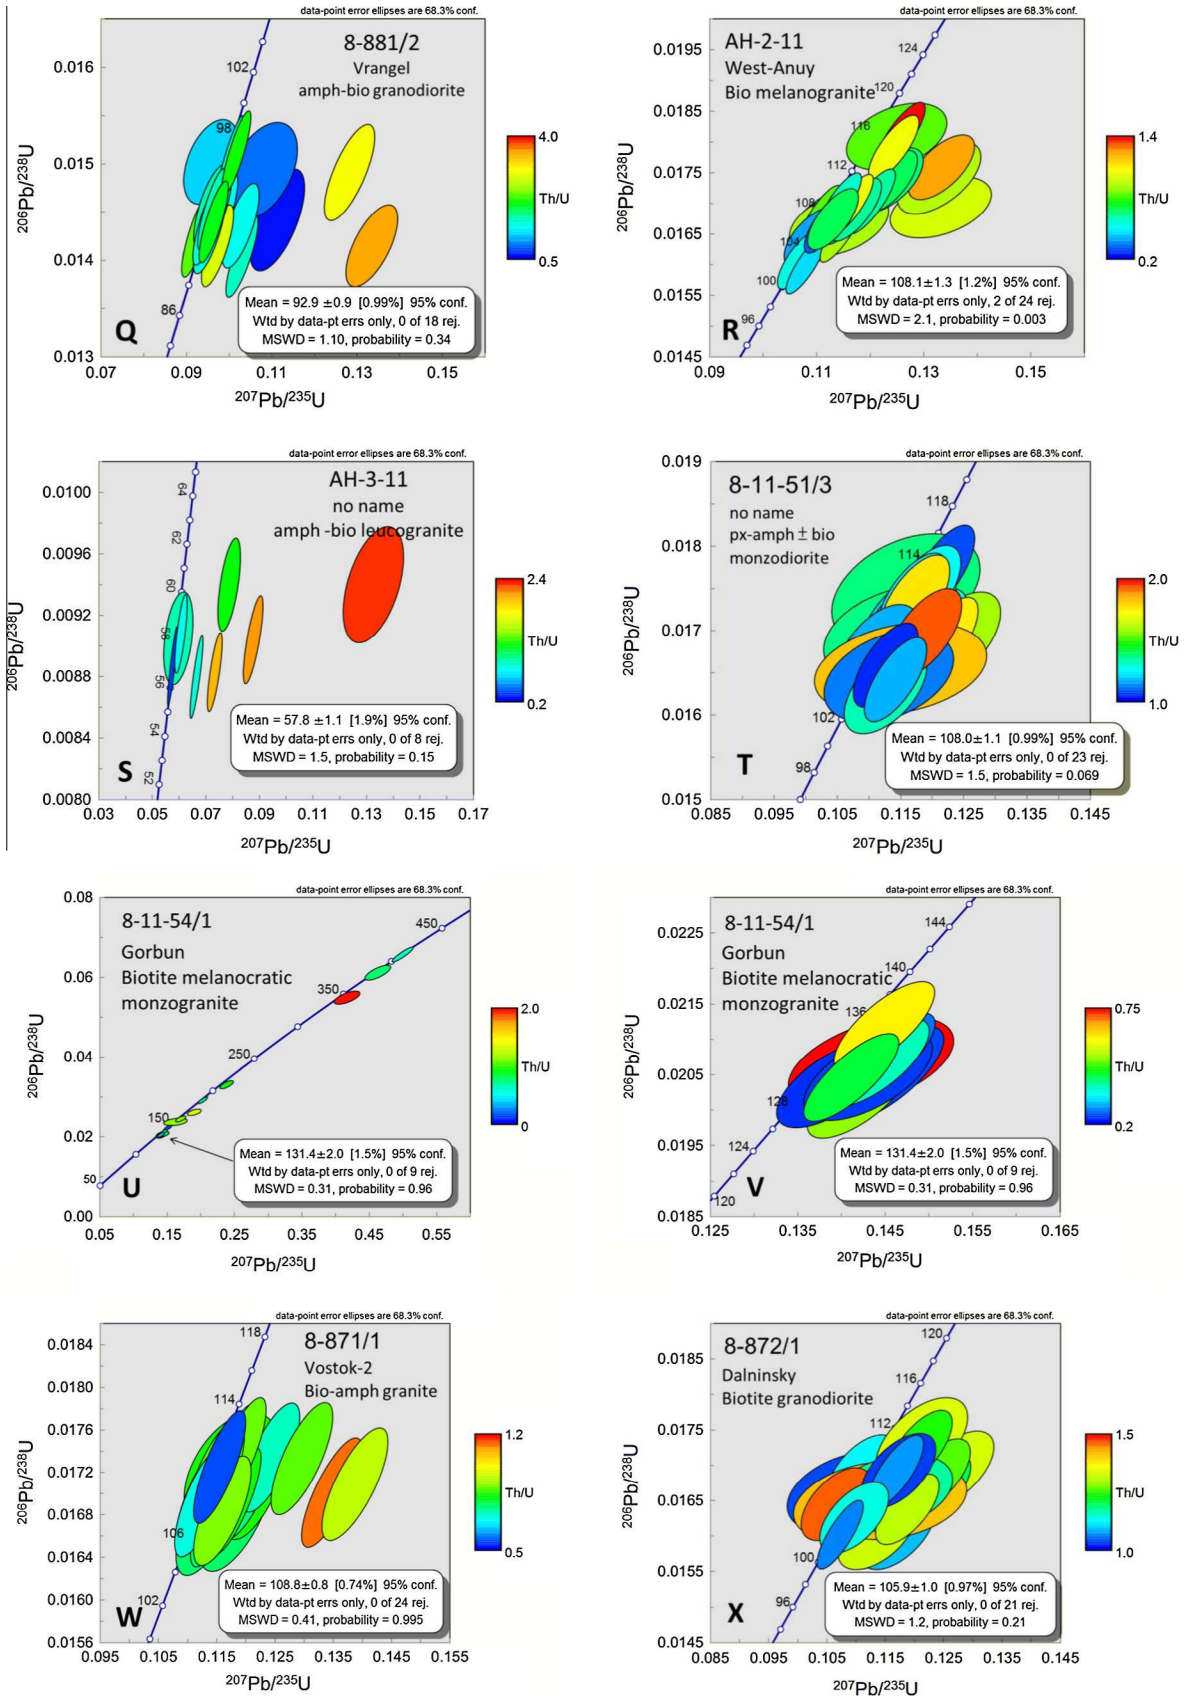 data-point error ellipses are 68.3% conf.
8-881/2
Vrangel
amph-bio granodiorite
0.016
0.015
0.014
0.013
206Pb/238U
102
98
86
4.0
Th/U
0.5
Mean = 92.9 ±0.9 [0.99%] 95% conf.
Wtd by data-pt errs only, 0 of 18 rej.
MSWD = 1.10, probability = 0.34
Q
0.07 0.09 0.11 0.13 0.15
207Pb/235U
data-point error ellipses are 68.3% conf.
AH-2-11
West-Anuy
Bio melanogranite
0.0195
0.0185
0.0175
0.0165
0.0155
0.0145
206Pb/238U
124
120
116
112
108
104
100
96
1.4
Th/U
0.2
Mean = 108.1±1.3 [1.2%] 95% conf.
Wtd by data-pt errs only, 2 of 24 rej.
MSWD = 2.1, probability = 0.003
R
0.09 0.11 0.13 0.15
207Pb/235U
data-point error ellipses are 68.3% conf.
AH-3-11
no name
amph -bio leucogranite
0.0100
0.0096
0.0092
0.0088
0.0084
0.0080
206Pb/238U
64
62
60
58
56
54
52
2.4
Th/U
0.2
Mean = 57.8 ±1.1 [1.9%] 95% conf.
Wtd by data-pt errs only, 0 of 8 rej.
MSWD = 1.5, probability = 0.15
S
0.03 0.05 0.07 0.09 0.11 0.13 0.15 0.17
207Pb/235U
data-point error ellipses are 68.3% conf.
8-11-51/3
no name
px-amph ± bio
monzodiorite
0.019
0.018
0.017
0.016
0.015
206Pb/238U
118
114
102
98
2.0
Th/U
1.0
Mean = 108.0±1.1 [0.99%] 95% conf.
Wtd by data-pt errs only, 0 of 23 rej.
MSWD = 1.5, probability = 0.069
T
0.085 0.105 0.115 0.125 0.135 0.145
207Pb/235U
data-point error ellipses are 68.3% conf.
8-11-54/1
Gorbun
Biotite melanocratic
monzogranite
0.08
0.06
0.04
0.02
0.00
206Pb/238U
450
350
250
150
50
2.0
Th/U
0
Mean = 131.4±2.0 [1.5%] 95% conf.
Wtd by data-pt errs only, 0 of 9 rej.
MSWD = 0.31, probability = 0.96
U
0.05 0.15 0.25 0.35 0.45 0.55
207Pb/235U
data-point error ellipses are 68.3% conf.
8-11-54/1
Gorbun
Biotite melanocratic
monzogranite
0.0225
0.0215
0.0205
0.0195
0.0185
206Pb/238U
144
140
136
128
124
120
0.75
Th/U
0.2
Mean = 131.4±2.0 [1.5%] 95% conf.
Wtd by data-pt errs only, 0 of 9 rej.
MSWD = 0.31, probability = 0.96
V
0.125 0.135 0.145 0.155 0.165
207Pb/235U
data-point error ellipses are 68.3% conf.
8-871/1
Vostok-2
Bio-amph granite
0.0184
0.0180
0.0176
0.0172
0.0168
0.0164
0.0160
0.0156
206Pb/238U
118
114
106
102
1.2
Th/U
0.5
Mean = 108.8±0.8 [0.74%] 95% conf.
Wtd by data-pt errs only, 0 of 24 rej.
MSWD = 0.41, probability = 0.995
W
0.095 0.105 0.115 0.125 0.135 0.145 0.155
207Pb/235U
data-point error ellipses are 68.3% conf.
8-872/1
Dalninsky
Biotite granodiorite
0.0185
0.0175
0.0165
0.0155
0.0145
206Pb/238U
120
116
112
100
96
1.5
Th/U
1.0
Mean = 105.9±1.0 [0.97%] 95% conf.
Wtd by data-pt errs only, 0 of 21 rej.
MSWD = 1.2, probability = 0.21
X
0.085 0.095 0.105 0.115 0.125 0.135 0.145
207Pb/235U